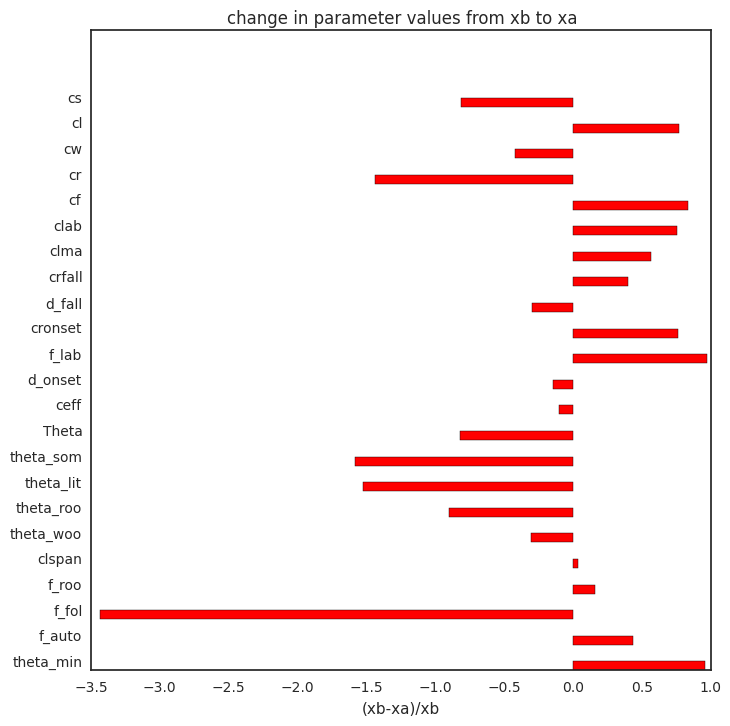 change in parameter values from xb to xa
cs
cl
cw
cr
cf
clab
clma
crfall
d_fall
cronset
f_lab
d_onset
ceff
Theta
theta_som
theta_lit
theta_roo
theta_woo
clspan
f_roo
f_fol
f_auto
theta_min
−3.5 −3.0 −2.5 −2.0 −1.5 −1.0 −0.5 0.0 0.5 1.0
(xb-xa)/xb